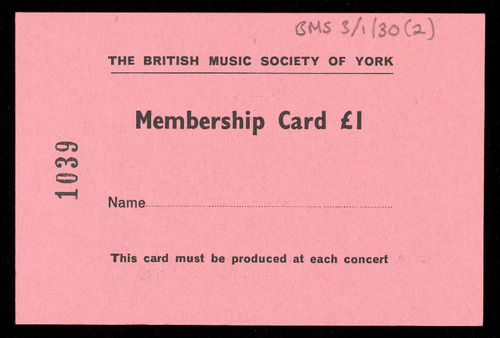 BMS 3/1/30(2)
THE BRITISH MUSIC SOCIETY OF YORK
Membership Card £1
1039
Name
This card must be produced at each concert